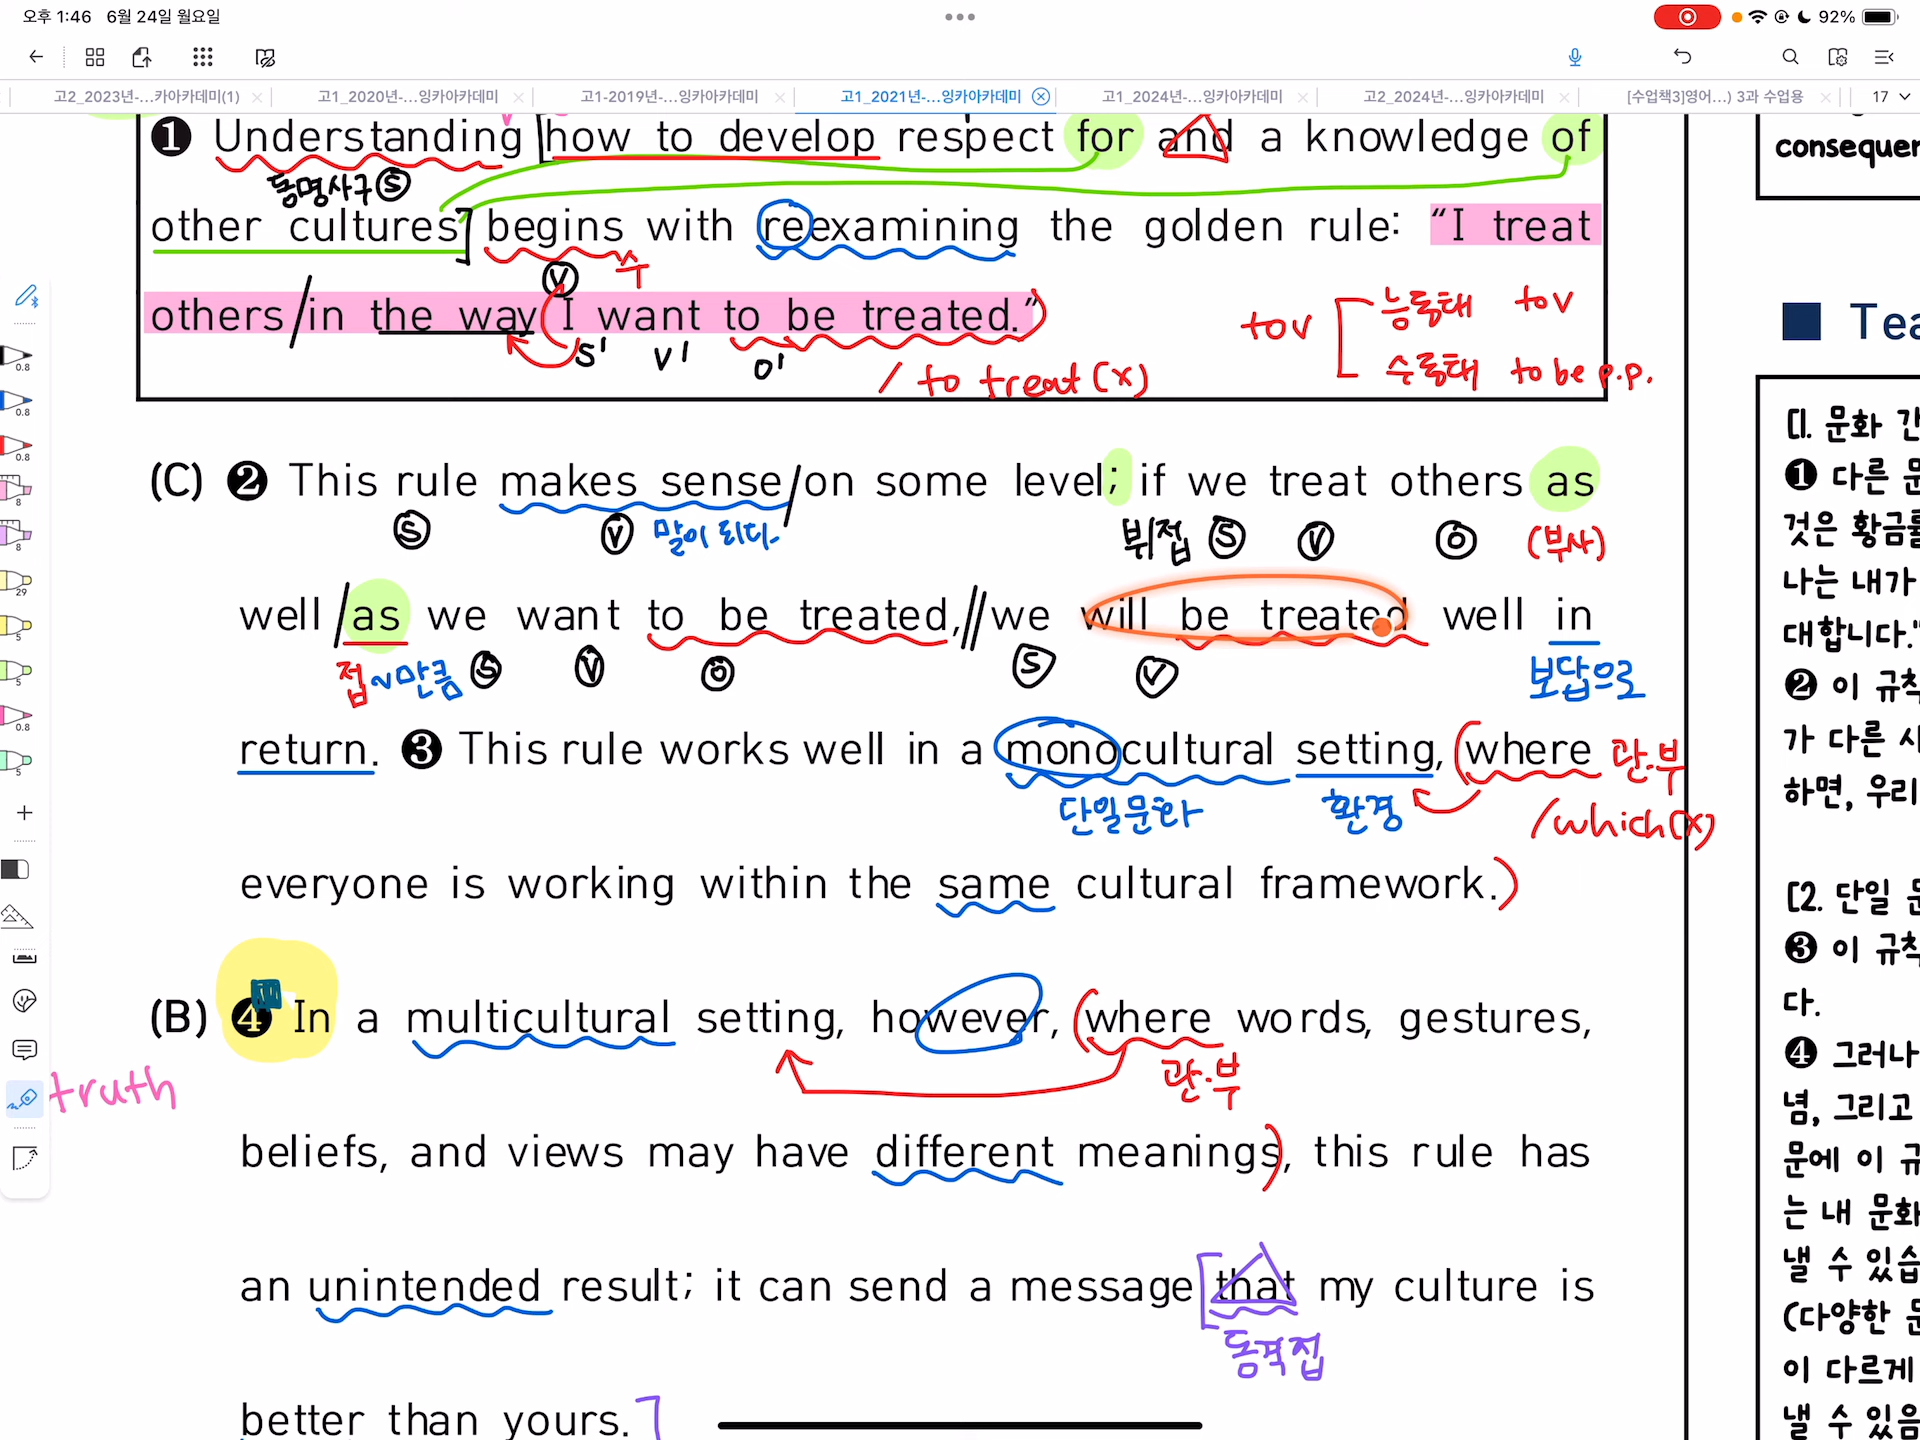 오후 1:46 6월 24일 월요일
92%
고2_2023년-...카아카데미(1)
고1_2020년-...잉카아카데미
고1-2019년-...잉카아카데미
고1_2021년-...잉카아카데미
고1_2024년-...잉카아카데미
고2_2024년-...잉카아카데미
[수업책3]영어...) 3과 수업용
17
❶ Understanding how to develop respect for and a knowledge of
동명사구 S
other cultures] begins with reexamining the golden rule: “I treat
V 수
others/in the way I want to be treated.”)
S' V' O'
/ to treat (x)
tov [ 능동태 tov
수동태 to be p.p.
(C) ❷ This rule makes sense/on some level; if we treat others as
S V 말이 되다. 뷔접 S V O (부사)
well /as we want to be treated,//we will be treated well in
접 ~만큼 S V O S V 보답으로
return. ❸ This rule works well in a monocultural setting, (where 관·부
단일문화 환경 /which(x)
everyone is working within the same cultural framework.)
(B) ❹ In a multicultural setting, however, (where words, gestures,
관·부
truth
beliefs, and views may have different meanings), this rule has
an unintended result; it can send a message [that my culture is
동격접
better than yours.]
consequen
Tea
[1. 문화 간
❶ 다른 문
것은 황금률
나는 내가
대합니다."
❷ 이 규칙
가 다른 사
하면, 우리
[2. 단일 문
❸ 이 규칙
다.
❹ 그러나
념, 그리고
문에 이 규
는 내 문화
낼 수 있습
(다양한 문
이 다르게
낼 수 있음
0.8
0.8
0.8
8
8
29
5
5
0.8
5